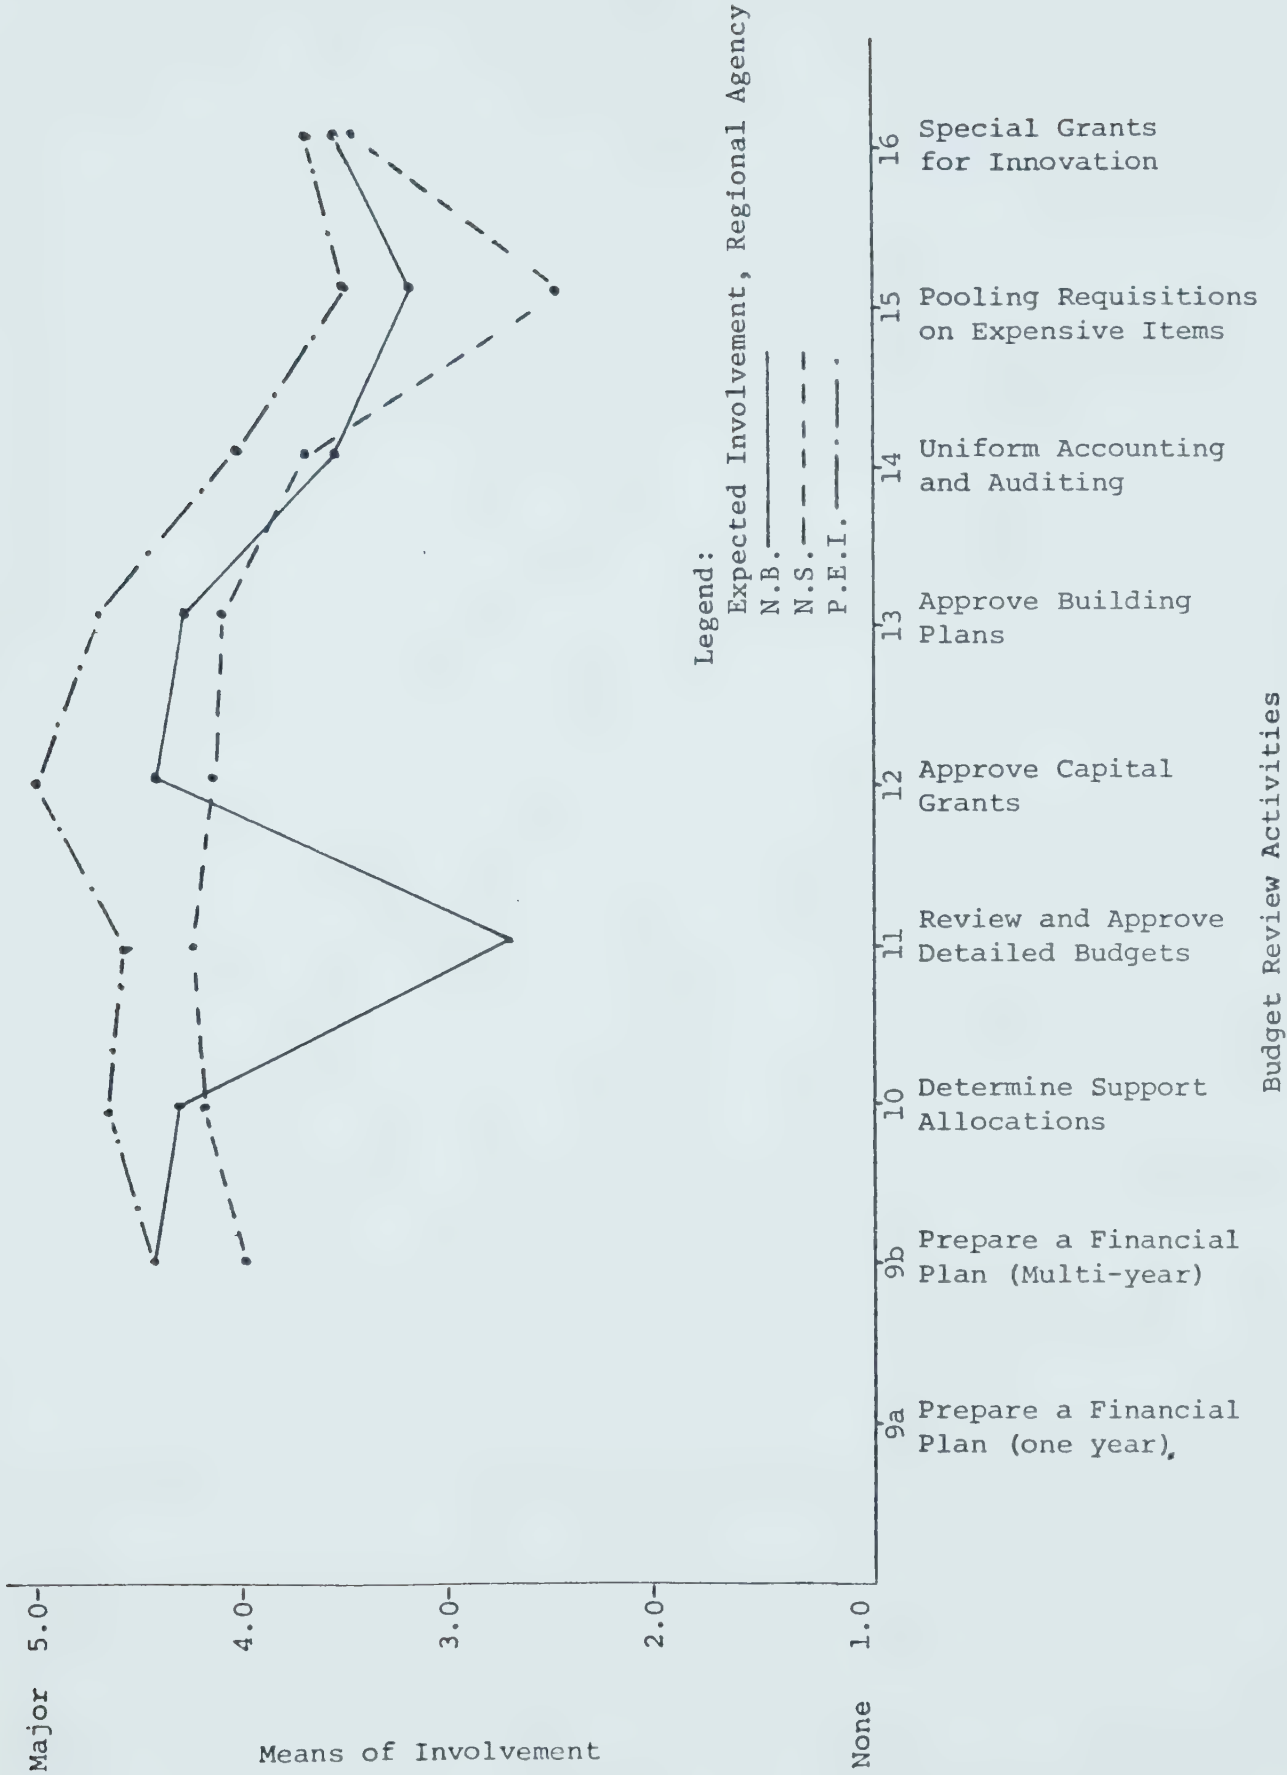 Major 5.0
4.0
3.0
2.0
None 1.0
Means of Involvement
Legend:
Expected Involvement, Regional Agency
N.B.
N.S.
P.E.I.
9a Prepare a Financial
Plan (one year).
9b Prepare a Financial
Plan (Multi-year)
10 Determine Support
Allocations
11 Review and Approve
Detailed Budgets
12 Approve Capital
Grants
13 Approve Building
Plans
14 Uniform Accounting
and Auditing
15 Pooling Requisitions
on Expensive Items
16 Special Grants
for Innovation
Budget Review Activities